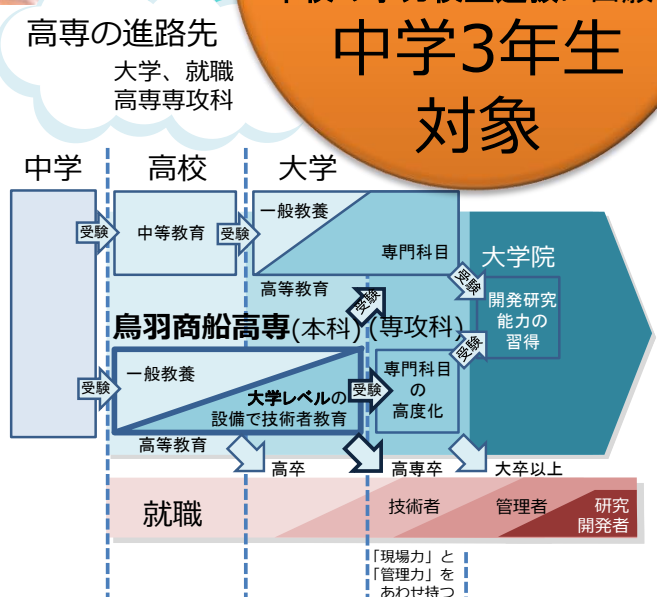 高専の進路先
大学、就職
高専専攻科
中学3年生
対象
中学
高校
大学
受験
中等教育
受験
一般教養
専門科目
高等教育
受験
受験
大学院
開発研究
能力の
習得
鳥羽商船高専(本科)
(専攻科)
受験
受験
一般教養
大学レベルの
設備で技術者教育
受験
専門科目
の
高度化
高等教育
高卒
高専卒
大卒以上
就職
技術者
管理者
研究
開発者
「現場力」と
「管理力」を
あわせ持つ